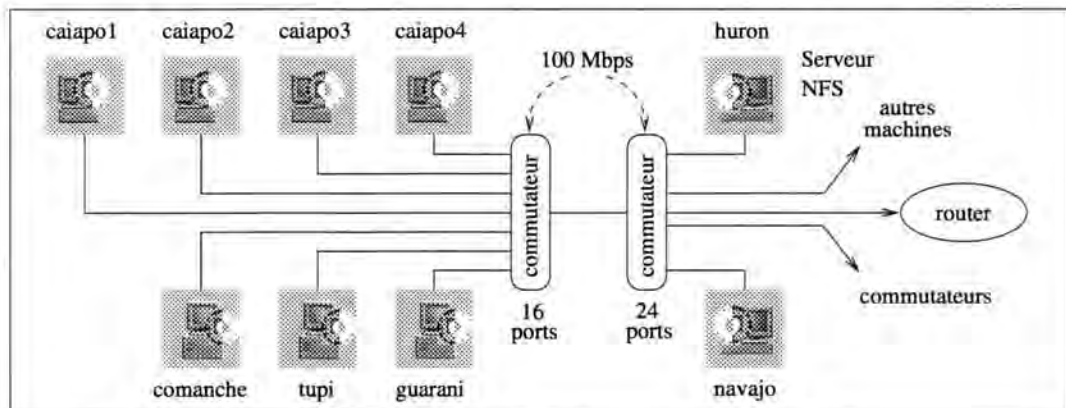 caiapo1
caiapo2
caiapo3
caiapo4
huron
100 Mbps
Serveur
NFS
autres
machines
commutateur
commutateur
router
commutateurs
16
ports
24
ports
comanche
tupi
guarani
navajo